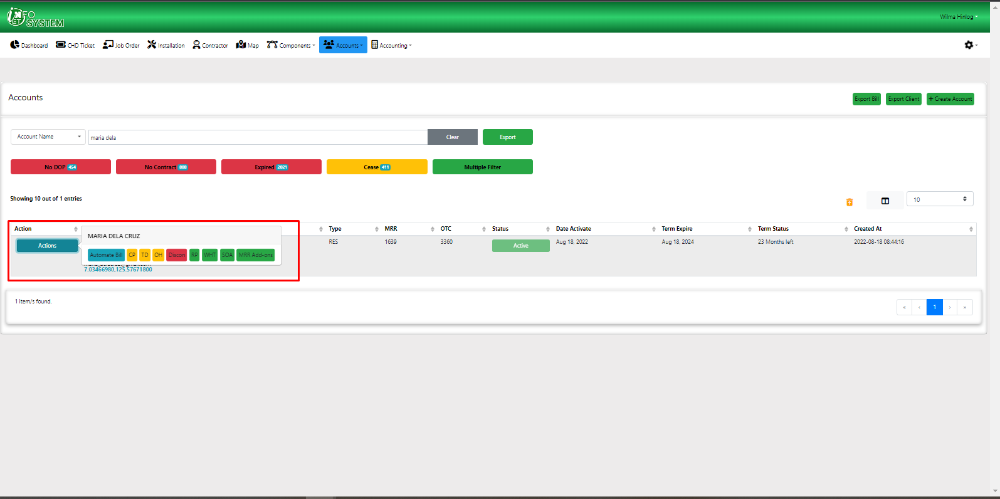 iNET
NFO
SYSTEM
Wilma Hinlog
Dashboard CHD Ticket Job Order Installation Contractor Map Components Accounts Accounting
Accounts
Export Bill Export Client + Create Account
Account Name maria dela Clear Export
No DOP 454 No Contract 808 Expired 2021 Cease 411 Multiple Filter
Showing 10 out of 1 entries
10
Action Type MRR OTC Status Date Activate Term Expire Term Status Created At
MARIA DELA CRUZ
Actions RES 1639 3360 Active Aug 18, 2022 Aug 18, 2024 23 Months left 2022-08-18 08:44:16
Automate Bill CP TD OH Discon RP WHT SOA MRR Add-ons
7.03466980,125.57671800
1 item/s found.
« ‹ 1 › »